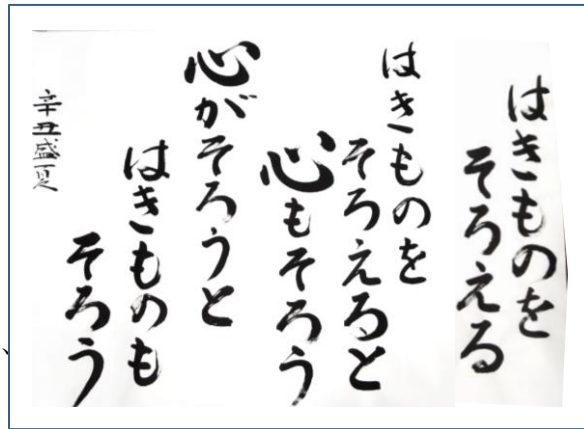 はきものを
そろえる
はきものを
そろえると
心もそろう
心がそろうと
はきものも
そろう
辛丑盛夏
、